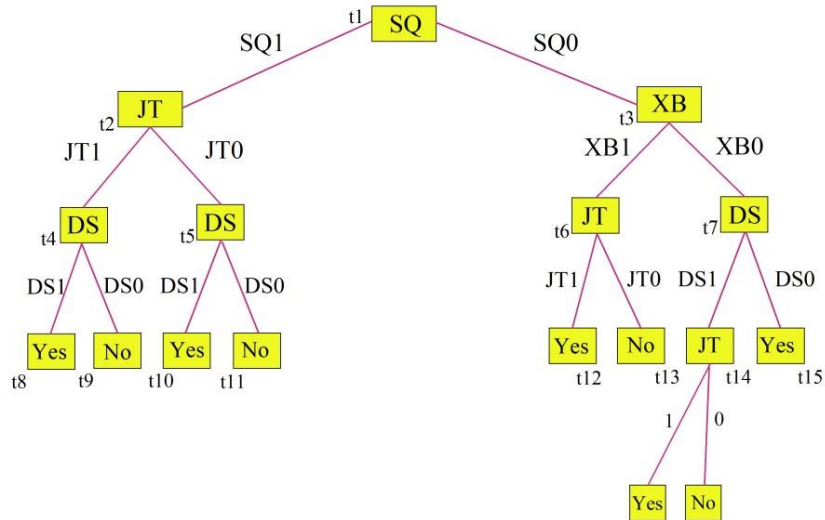 t1 SQ
SQ1 SQ0
t2 JT t3 XB
JT1 JT0 XB1 XB0
t4 DS t5 DS t6 JT t7 DS
DS1 DS0 DS1 DS0 JT1 JT0 DS1 DS0
Yes No Yes No Yes No JT Yes
t8 t9 t10 t11 t12 t13 t14 t15
1 0
Yes No